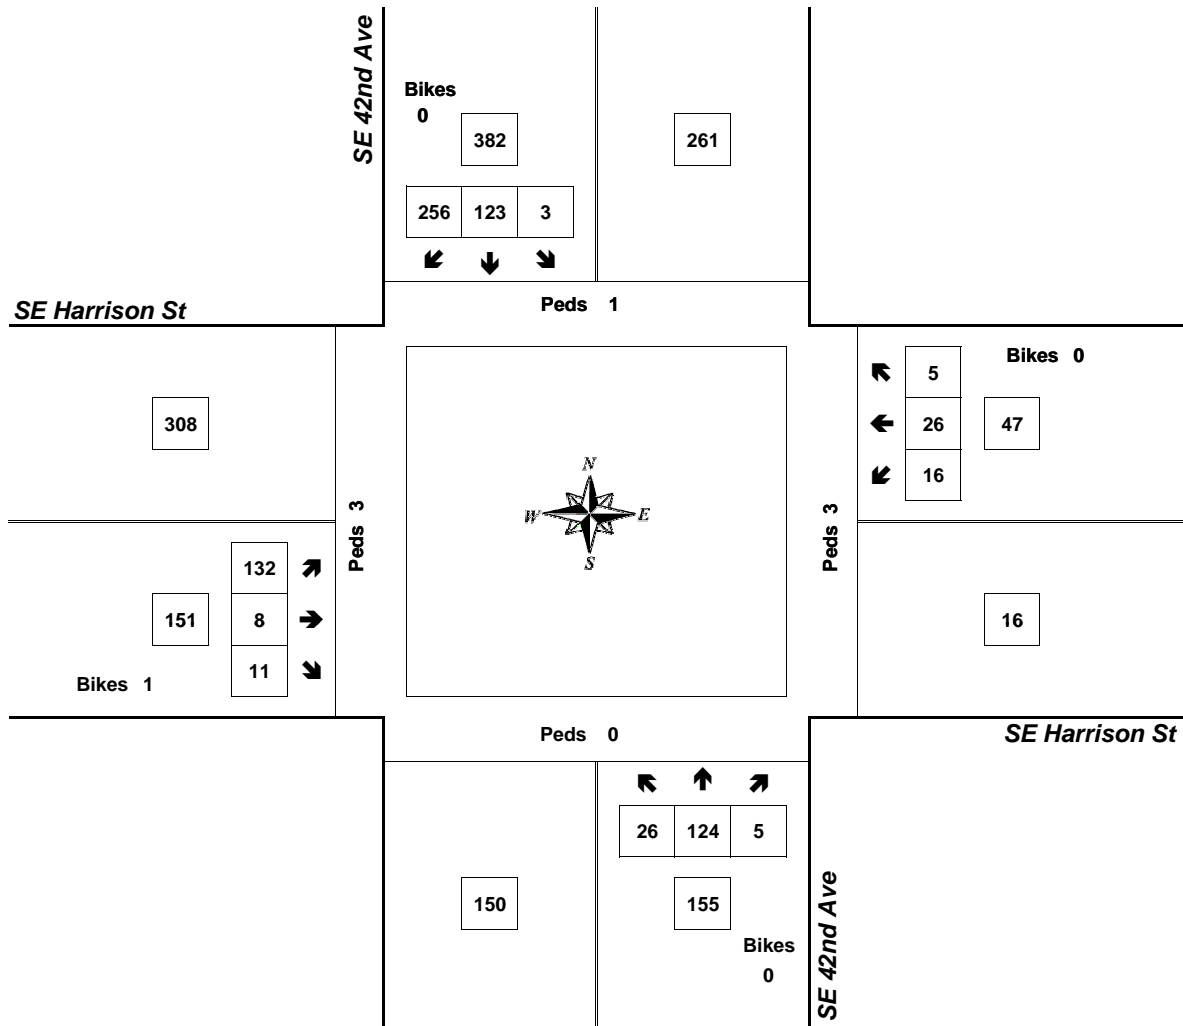 SE 42nd Ave
Bikes
0
382
261
256 123 3
SE Harrison St
Peds 1
5
Bikes 0
308
26
47
16
N
W E
S
Peds 3
Peds 3
132
151
8
16
11
Bikes 1
Peds 0
SE Harrison St
26 124 5
150
155
SE 42nd Ave
Bikes
0